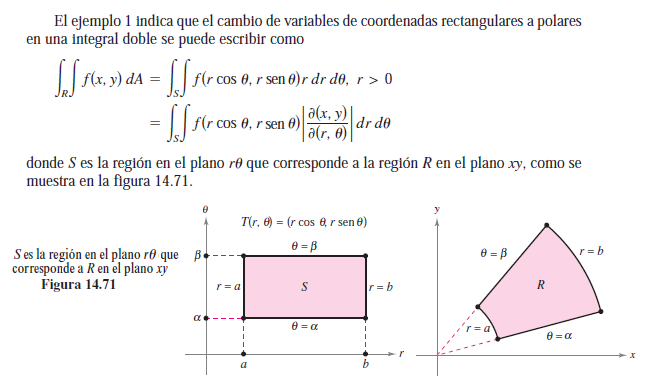 El ejemplo 1 indica que el cambio de variables de coordenadas rectangulares a polares
en una integral doble se puede escribir como
∫∫_R f(x, y) dA = ∫∫_S f(r cos θ, r sen θ)r dr dθ, r > 0
= ∫∫_S f(r cos θ, r sen θ)|∂(x, y)/∂(r, θ)| dr dθ
donde S es la región en el plano rθ que corresponde a la región R en el plano xy, como se
muestra en la figura 14.71.
S es la región en el plano rθ que
corresponde a R en el plano xy
Figura 14.71
θ
T(r, θ) = (r cos θ, r sen θ)
θ = β
β
r = a
S
r = b
α
θ = α
r
a
b
y
θ = β
r = b
R
r = a
θ = α
x